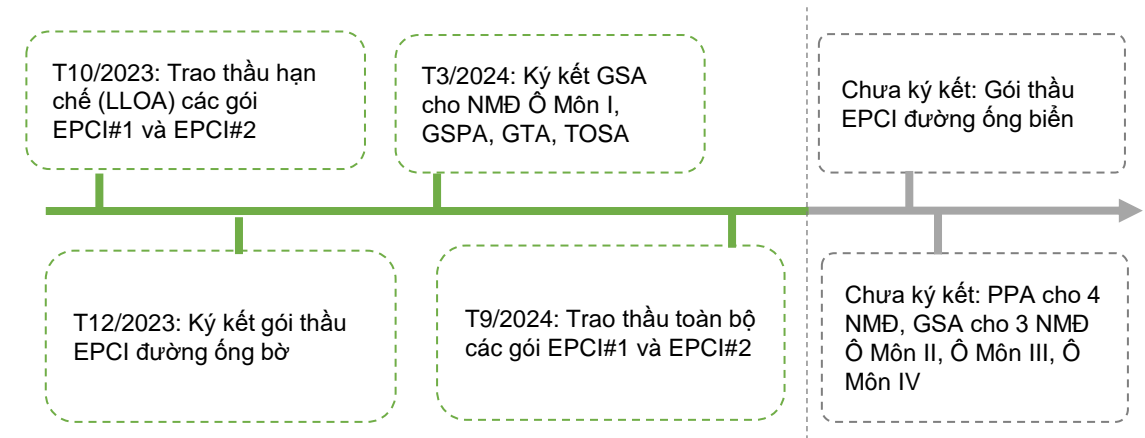 T10/2023: Trao thầu hạn
chế (LLOA) các gói
EPCI#1 và EPCI#2
T3/2024: Ký kết GSA
cho NMĐ Ô Môn I,
GSPA, GTA, TOSA
Chưa ký kết: Gói thầu
EPCI đường ống biển
T12/2023: Ký kết gói thầu
EPCI đường ống bờ
T9/2024: Trao thầu toàn bộ
các gói EPCI#1 và EPCI#2
Chưa ký kết: PPA cho 4
NMĐ, GSA cho 3 NMĐ
Ô Môn II, Ô Môn III, Ô
Môn IV